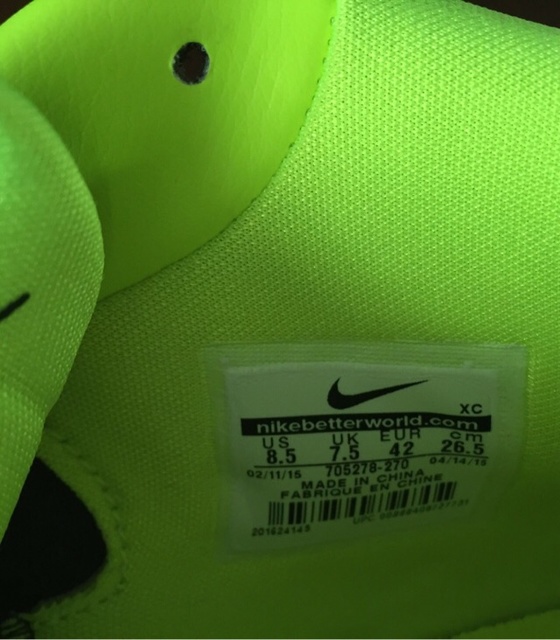 XC
nikebetterworld.com
US UK EUR cm
8.5 7.5 42 26.5
02/11/15 705278-270 04/14/15
MADE IN CHINA
FABRIQUE EN CHINE
UPC